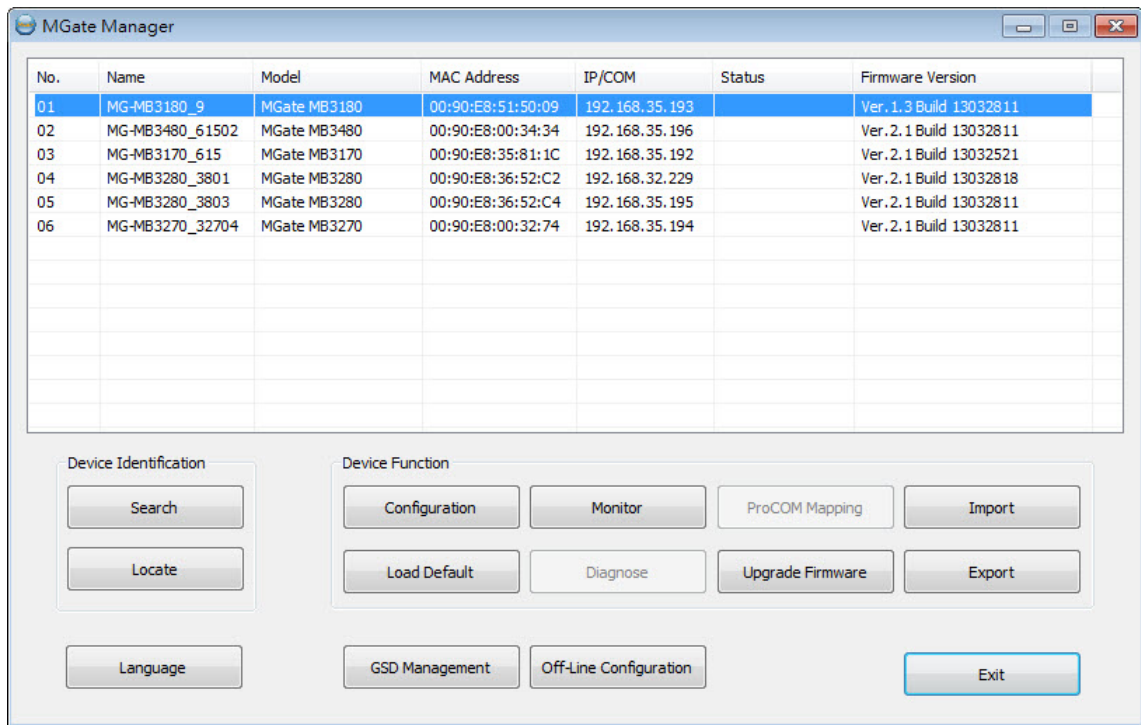 MGate Manager
No. Name Model MAC Address IP/COM Status Firmware Version
01 MG-MB3180_9 MGate MB3180 00:90:E8:51:50:09 192.168.35.193 Ver.1.3 Build 13032811
02 MG-MB3480_61502 MGate MB3480 00:90:E8:00:34:34 192.168.35.196 Ver.2.1 Build 13032811
03 MG-MB3170_615 MGate MB3170 00:90:E8:35:81:1C 192.168.35.192 Ver.2.1 Build 13032521
04 MG-MB3280_3801 MGate MB3280 00:90:E8:36:52:C2 192.168.32.229 Ver.2.1 Build 13032818
05 MG-MB3280_3803 MGate MB3280 00:90:E8:36:52:C4 192.168.35.195 Ver.2.1 Build 13032811
06 MG-MB3270_32704 MGate MB3270 00:90:E8:00:32:74 192.168.35.194 Ver.2.1 Build 13032811
Device Identification Device Function
Search Configuration Monitor ProCOM Mapping Import
Locate Load Default Diagnose Upgrade Firmware Export
Language GSD Management Off-Line Configuration Exit